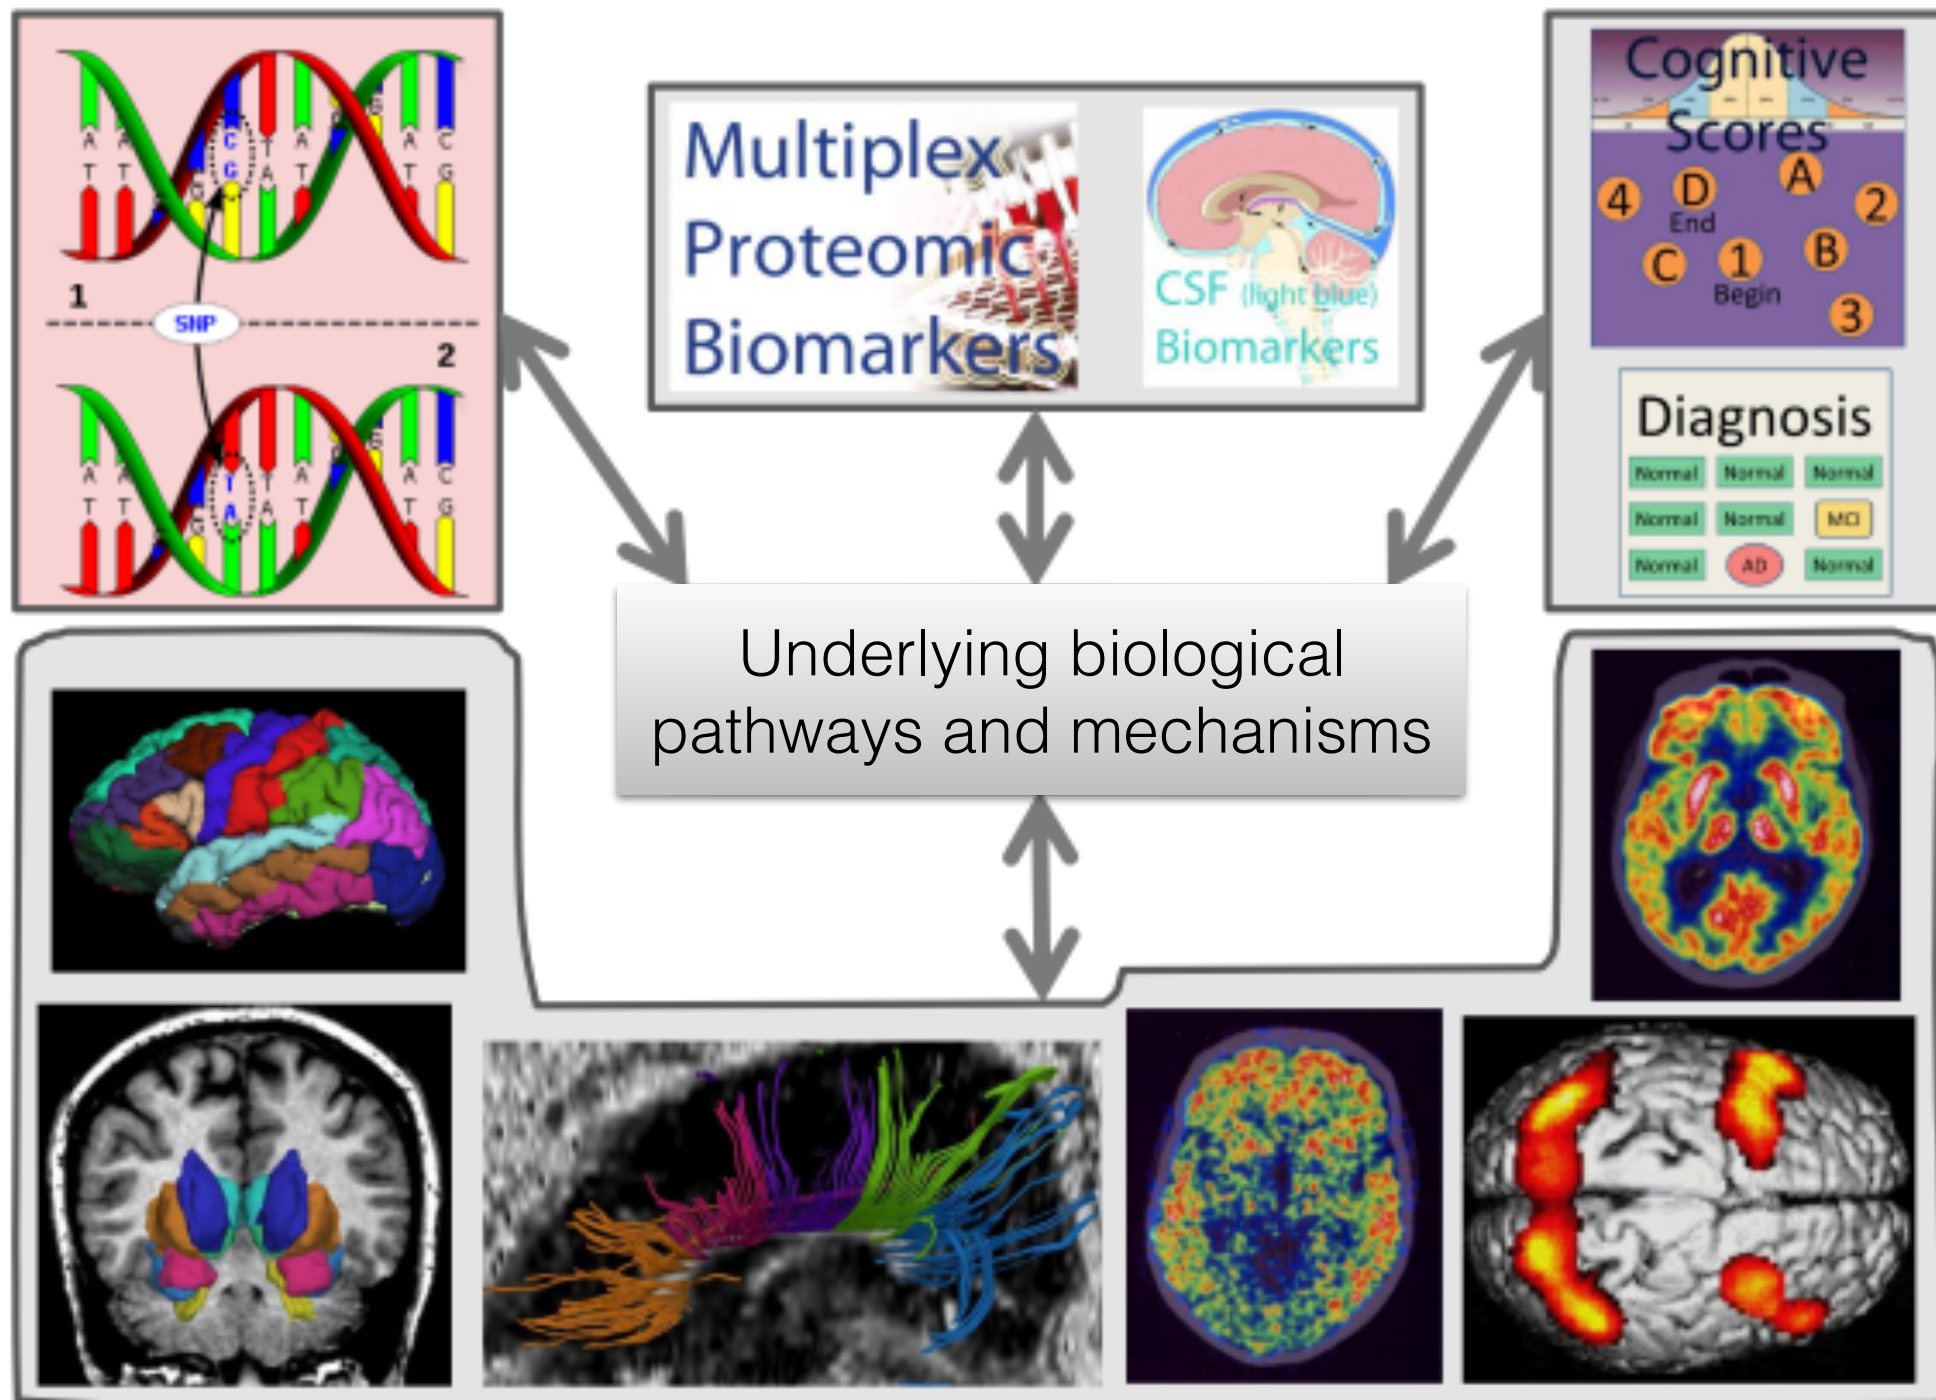 A T A T G C G T A A T G G A T C G
1
SNP
2
A T A T G T A T A A T G G A T C G
Multiplex
Proteomic
Biomarkers
CSF (light blue)
Biomarkers
Cognitive
Scores
4 D A 2
End
C 1 B
Begin
3
Diagnosis
Normal Normal Normal
Normal Normal MCI
Normal AD Normal
Underlying biological
pathways and mechanisms